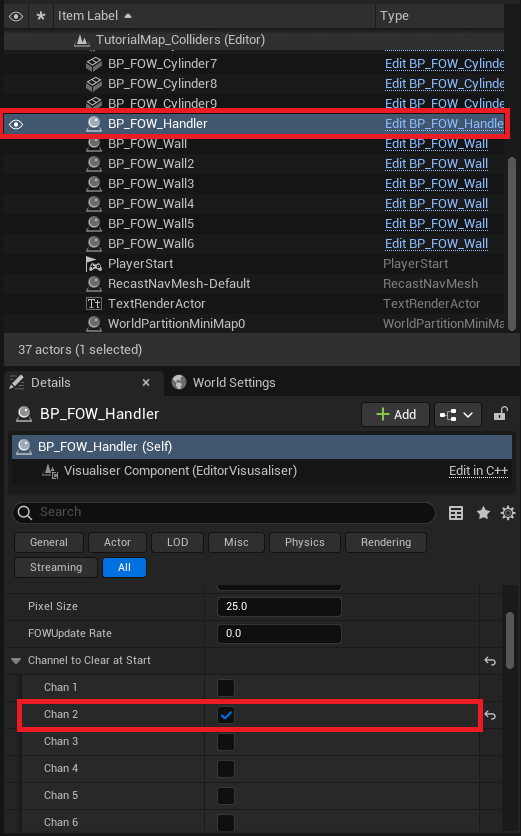 Item Label Type
TutorialMap_Colliders (Editor)
BP_FOW_Cylinder7 Edit BP_FOW_Cylinde
BP_FOW_Cylinder8 Edit BP_FOW_Cylinde
BP_FOW_Cylinder9 Edit BP_FOW_Cylinde
BP_FOW_Handler Edit BP_FOW_Handle
BP_FOW_Wall Edit BP_FOW_Wall
BP_FOW_Wall2 Edit BP_FOW_Wall
BP_FOW_Wall3 Edit BP_FOW_Wall
BP_FOW_Wall4 Edit BP_FOW_Wall
BP_FOW_Wall5 Edit BP_FOW_Wall
BP_FOW_Wall6 Edit BP_FOW_Wall
PlayerStart PlayerStart
RecastNavMesh-Default RecastNavMesh
TextRenderActor TextRenderActor
WorldPartitionMiniMap0 WorldPartitionMiniMa
37 actors (1 selected)
Details World Settings
BP_FOW_Handler Add
BP_FOW_Handler (Self)
Visualiser Component (EditorVisusaliser) Edit in C++
Search
General Actor LOD Misc Physics Rendering
Streaming All
Pixel Size 25.0
FOWUpdate Rate 0.0
Channel to Clear at Start
Chan 1
Chan 2
Chan 3
Chan 4
Chan 5
Chan 6